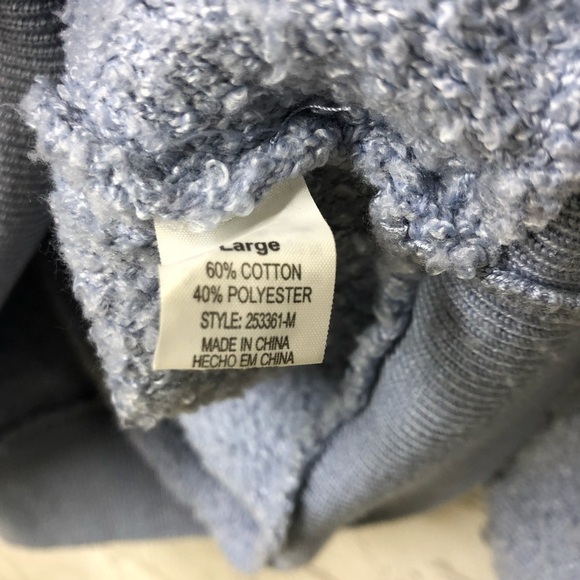 Large
60% COTTON
40% POLYESTER
STYLE: 253361-M
MADE IN CHINA
HECHO EM CHINA